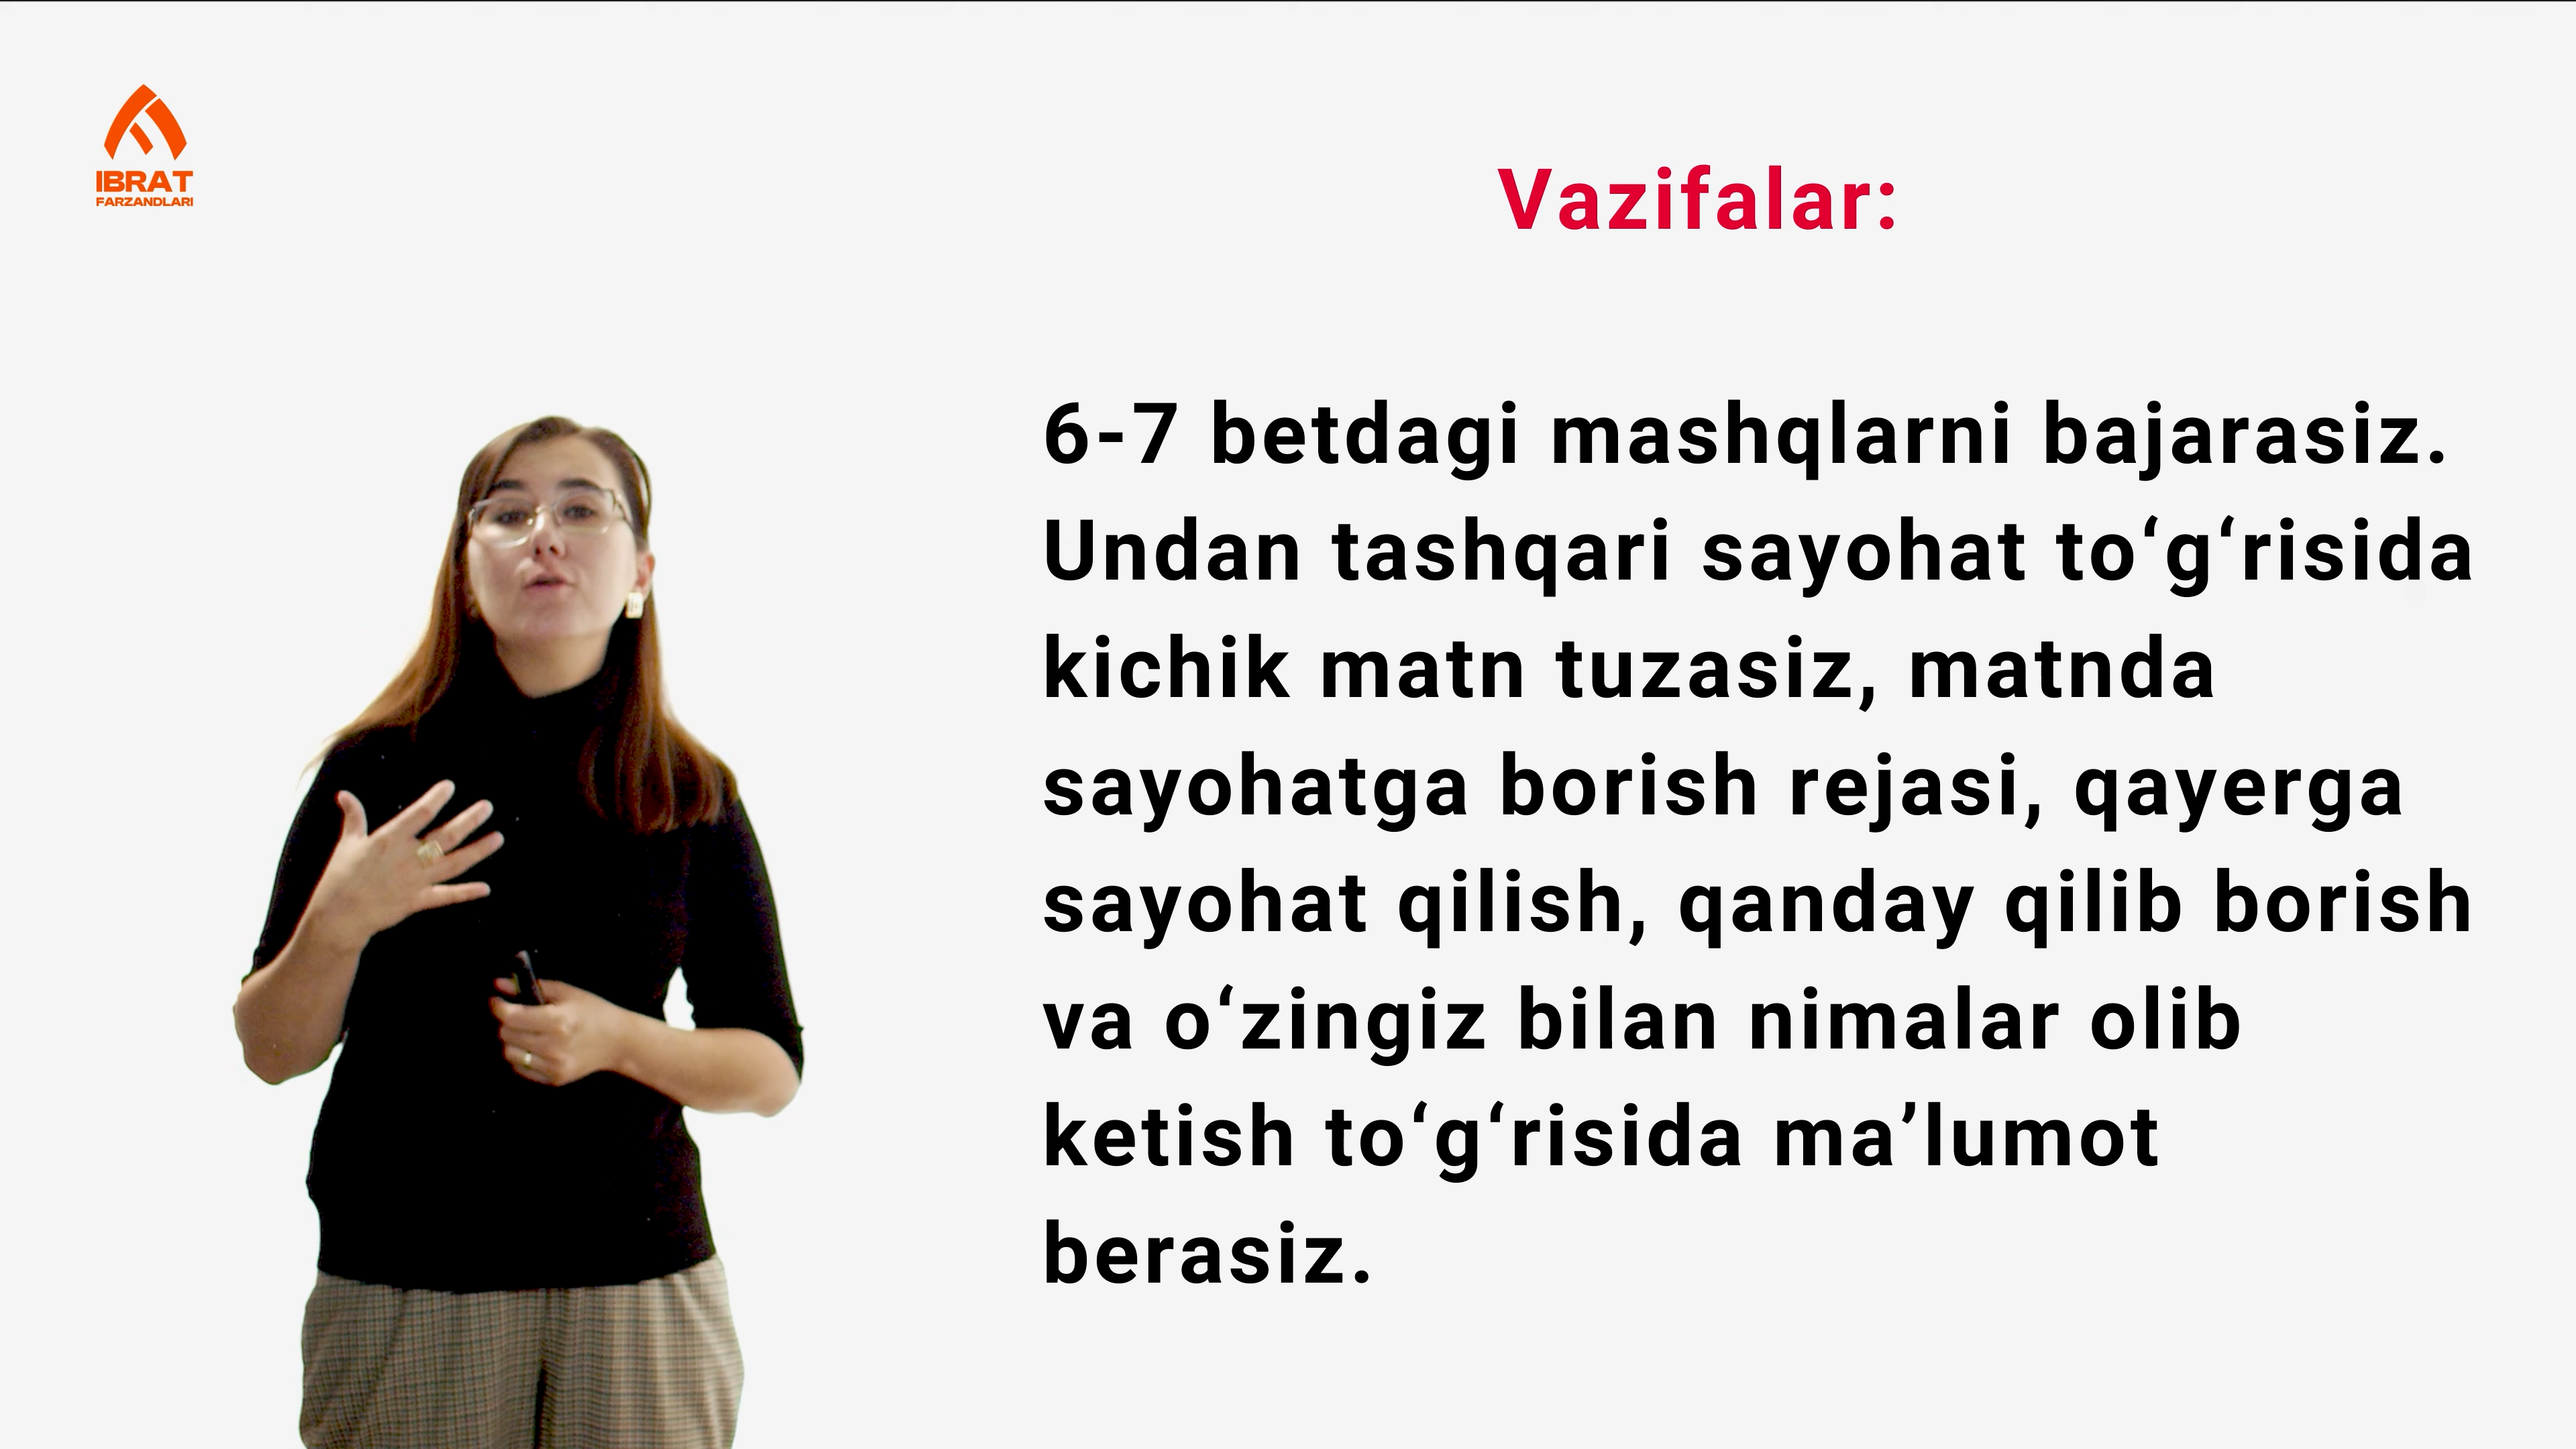 IBRAT
FARZANDLARI
Vazifalar:
6-7 betdagi mashqlarni bajarasiz.
Undan tashqari sayohat to‘g‘risida
kichik matn tuzasiz, matnda
sayohatga borish rejasi, qayerga
sayohat qilish, qanday qilib borish
va o‘zingiz bilan nimalar olib
ketish to‘g‘risida ma’lumot
berasiz.